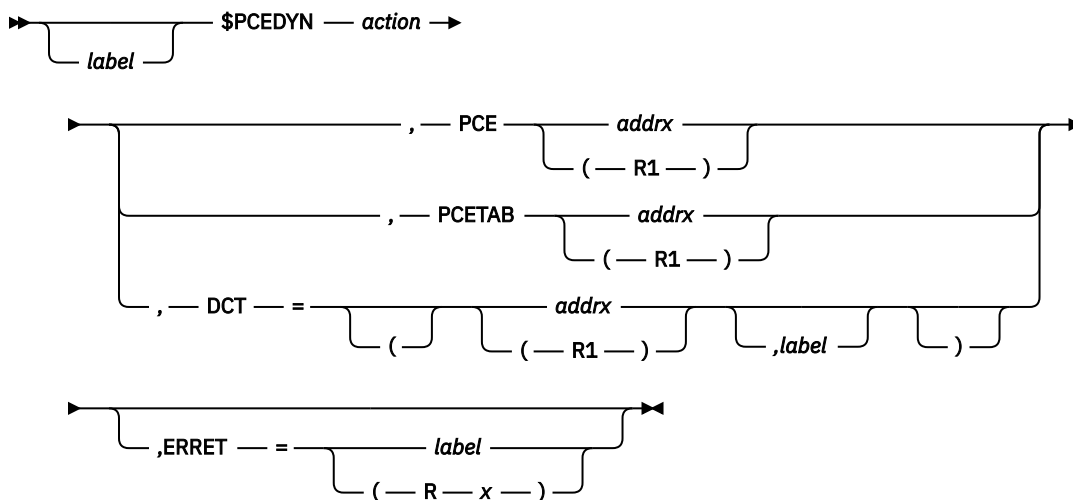 $PCEDYN action
label
, PCE addrx
( R1 )
, PCETAB addrx
( R1 )
, DCT = addrx
( ( R1 ) ,label )
,ERRET = label
( R x )